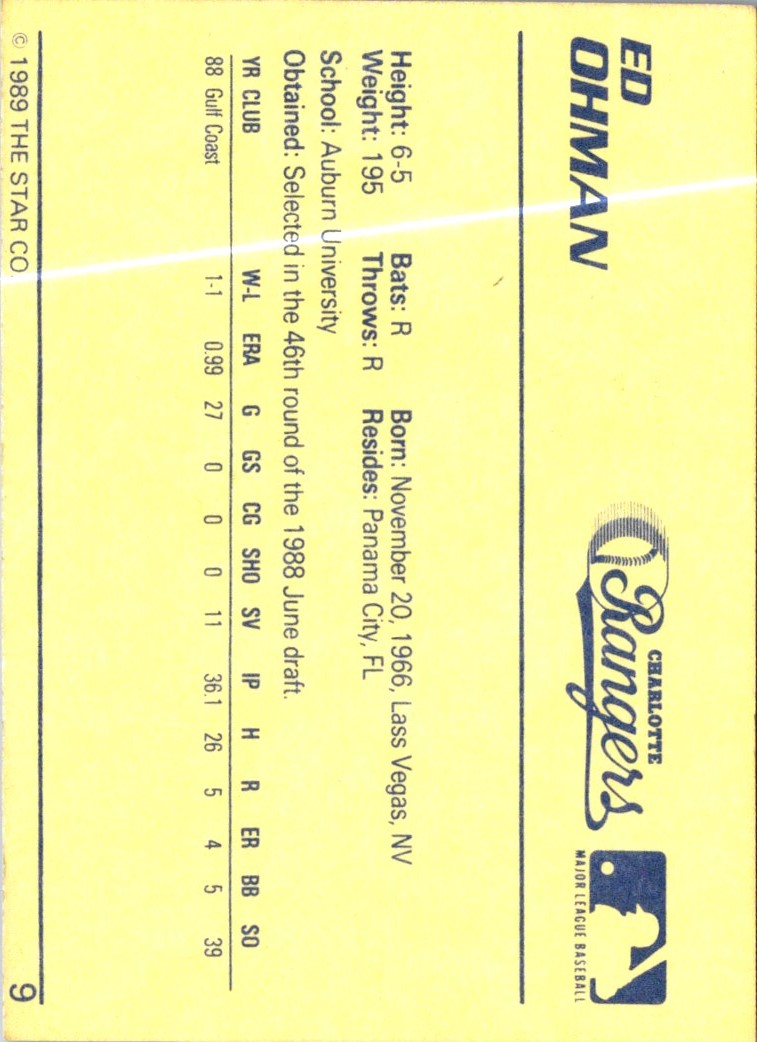 ED
OHMAN
CHARLOTTE
Rangers
MAJOR LEAGUE BASEBALL
Height: 6-5 Bats: R Born: November 20, 1966, Lass Vegas, NV
Weight: 195 Throws: R Resides: Panama City, FL
School: Auburn University
Obtained: Selected in the 46th round of the 1988 June draft.
YR CLUB W-L ERA G GS CG SHO SV IP H R ER BB SO
88 Gulf Coast 1-1 0.99 27 0 0 0 11 36.1 26 5 4 5 39
© 1989 THE STAR CO. 9